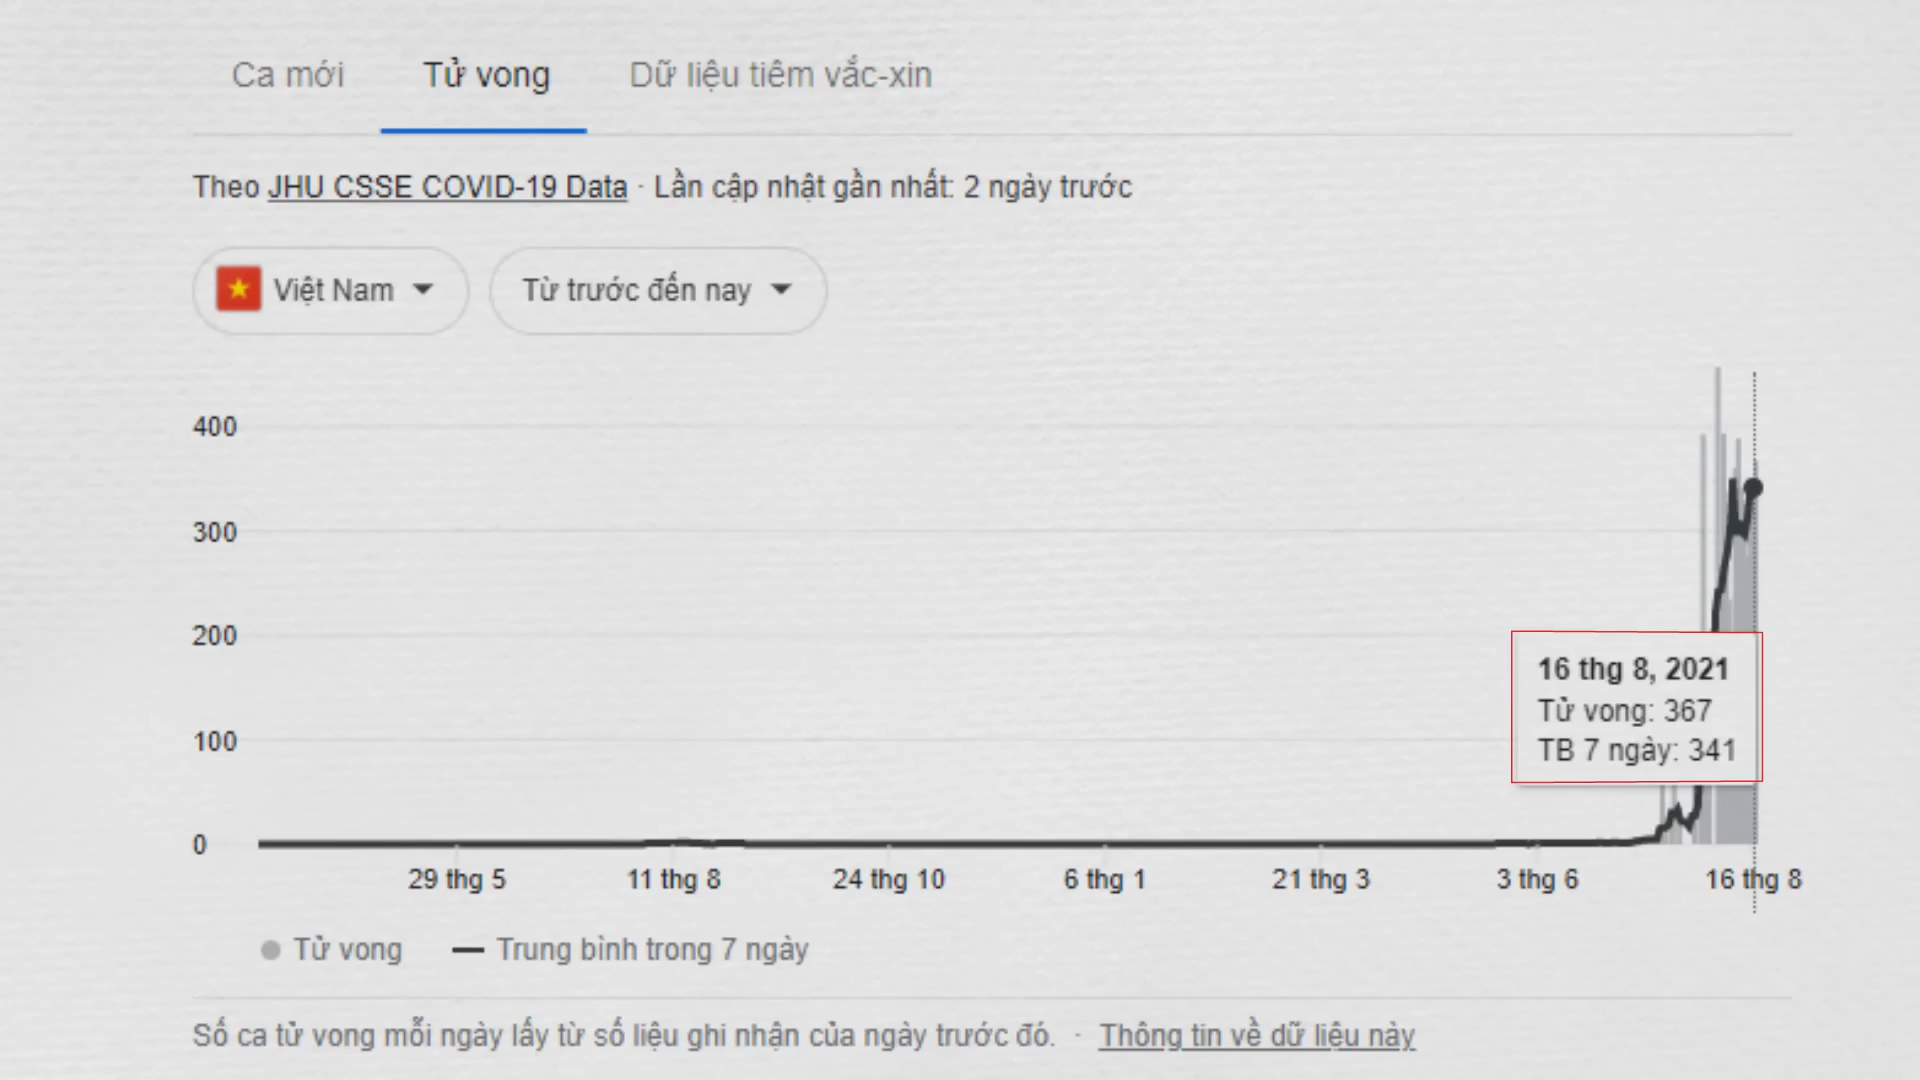 Ca mới Tử vong Dữ liệu tiêm vắc-xin
Theo JHU CSSE COVID-19 Data · Lần cập nhật gần nhất: 2 ngày trước
Việt Nam Từ trước đến nay
400
300
200
100
0
16 thg 8, 2021
Tử vong: 367
TB 7 ngày: 341
29 thg 5 11 thg 8 24 thg 10 6 thg 1 21 thg 3 3 thg 6 16 thg 8
Tử vong Trung bình trong 7 ngày
Số ca tử vong mỗi ngày lấy từ số liệu ghi nhận của ngày trước đó. · Thông tin về dữ liệu này